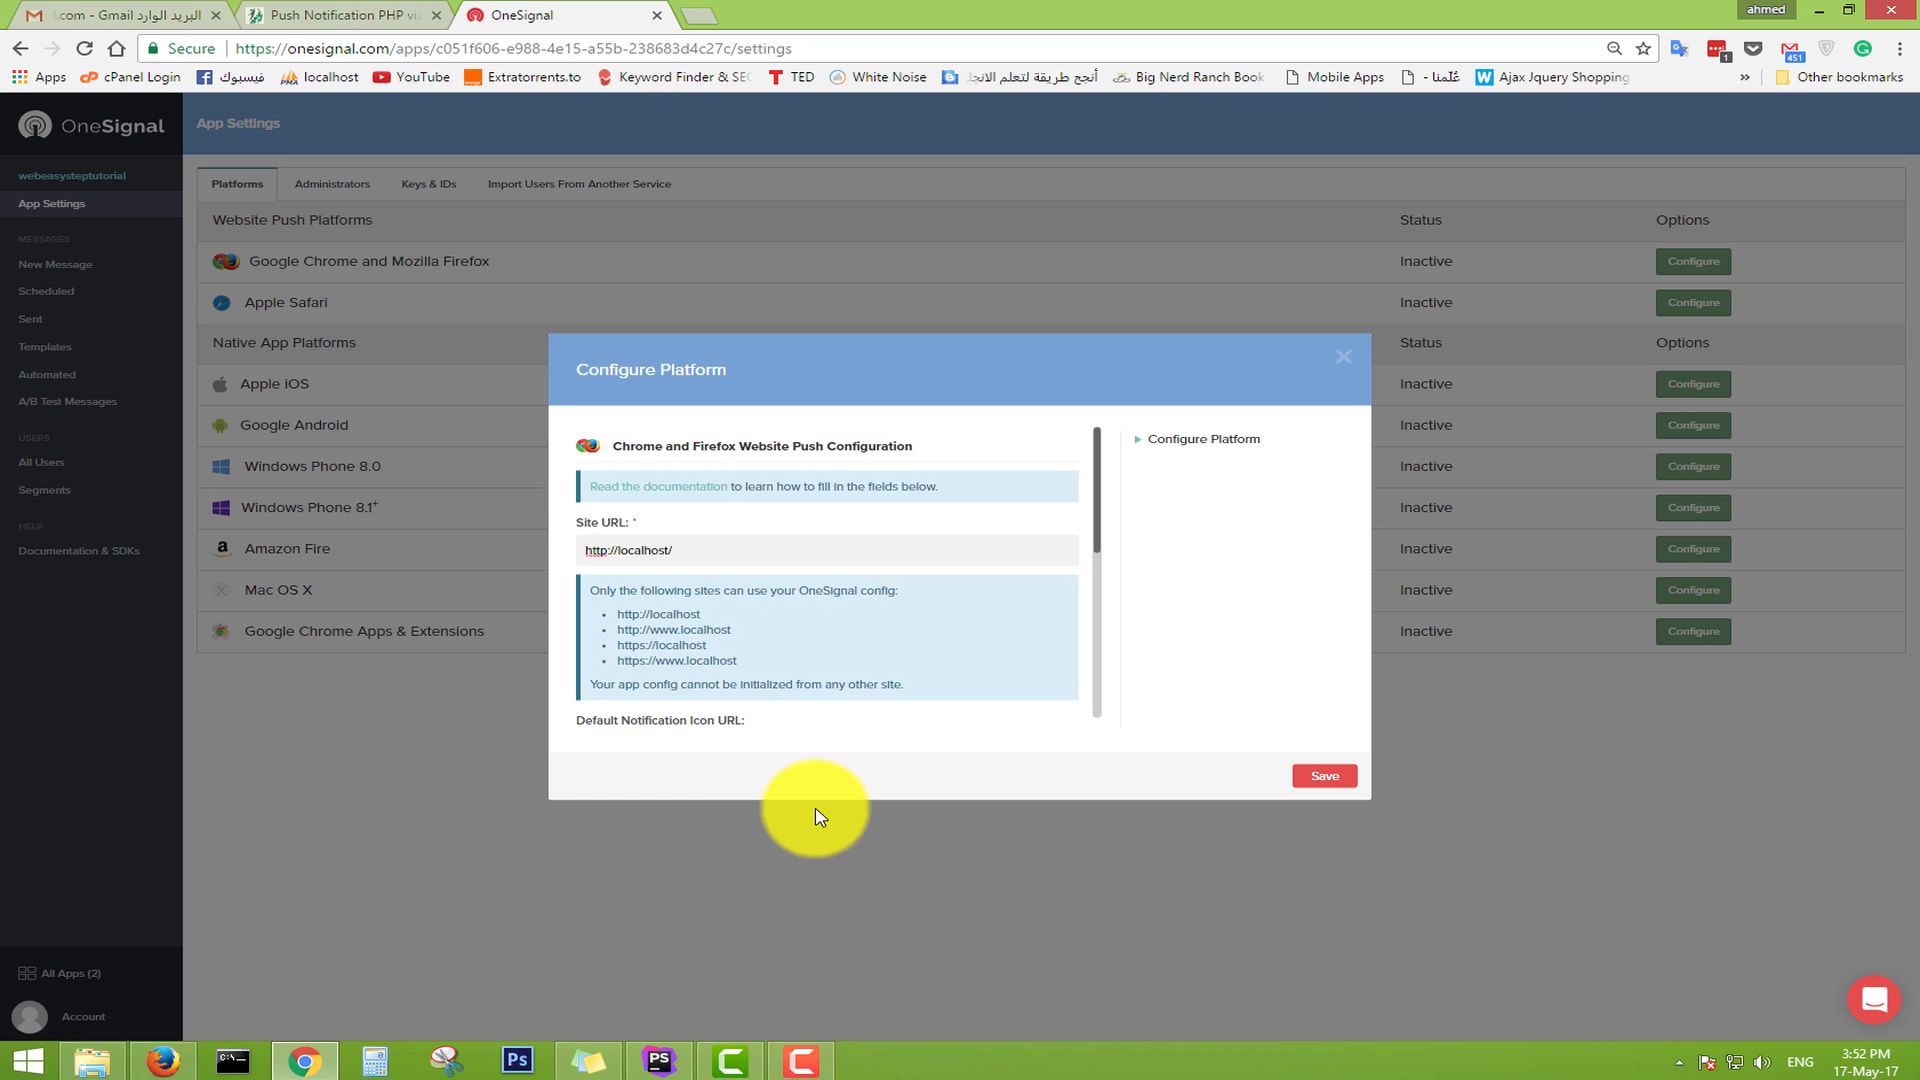 .com - Gmail البريد الوارد
Push Notification PHP via
OneSignal
ahmed
Secure
https://onesignal.com/apps/c051f606-e988-4e15-a55b-238683d4c27c/settings
1
451
Apps
cPanel Login
فيسبوك
localhost
YouTube
Extratorrents.to
Keyword Finder & SEO
TED
White Noise
أنجح طريقة لتعلم الانجل
Big Nerd Ranch Book
Mobile Apps
عُلّمنا -
Ajax Jquery Shopping
»
Other bookmarks
OneSignal
App Settings
webeasysteptutorial
App Settings
MESSAGES
New Message
Scheduled
Sent
Templates
Automated
A/B Test Messages
USERS
All Users
Segments
HELP
Documentation & SDKs
All Apps (2)
Account
Platforms
Administrators
Keys & IDs
Import Users From Another Service
Website Push Platforms
Status
Options
Google Chrome and Mozilla Firefox
Inactive
Configure
Apple Safari
Inactive
Configure
Native App Platforms
Status
Options
Apple iOS
Inactive
Configure
Google Android
Inactive
Configure
Windows Phone 8.0
Inactive
Configure
Windows Phone 8.1+
Inactive
Configure
Amazon Fire
Inactive
Configure
Mac OS X
Inactive
Configure
Google Chrome Apps & Extensions
Inactive
Configure
Configure Platform
Chrome and Firefox Website Push Configuration
Read the documentation to learn how to fill in the fields below.
Site URL: *
http://localhost/
Only the following sites can use your OneSignal config:
• http://localhost
• http://www.localhost
• https://localhost
• https://www.localhost
Your app config cannot be initialized from any other site.
Default Notification Icon URL:
Configure Platform
Save
C:\_
Ps
PS
ENG
3:52 PM
17-May-17